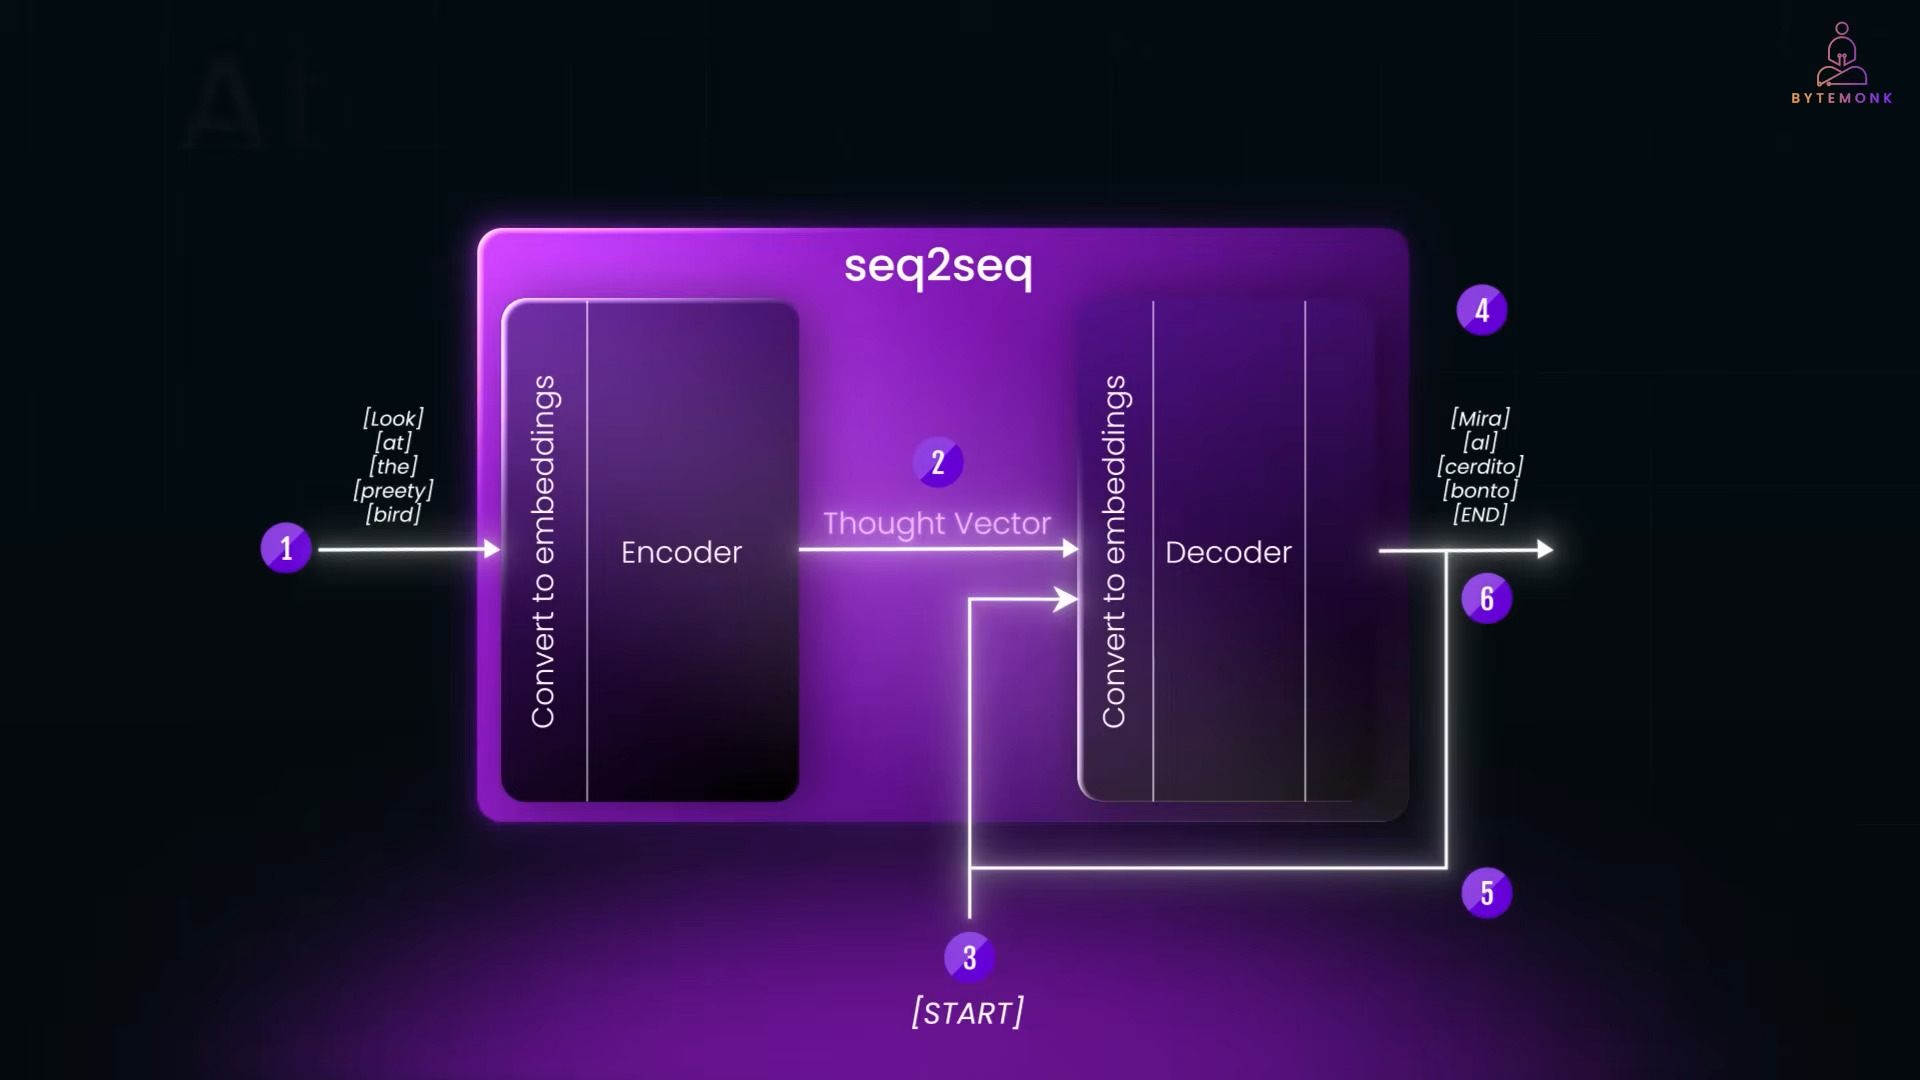 BYTEMONK
seq2seq
4
[Look]
[at]
[the]
[preety]
[bird]
1
Convert to embeddings
Encoder
2
Thought Vector
Convert to embeddings
Decoder
[Mira]
[al]
[cerdito]
[bonto]
[END]
6
5
3
[START]
At